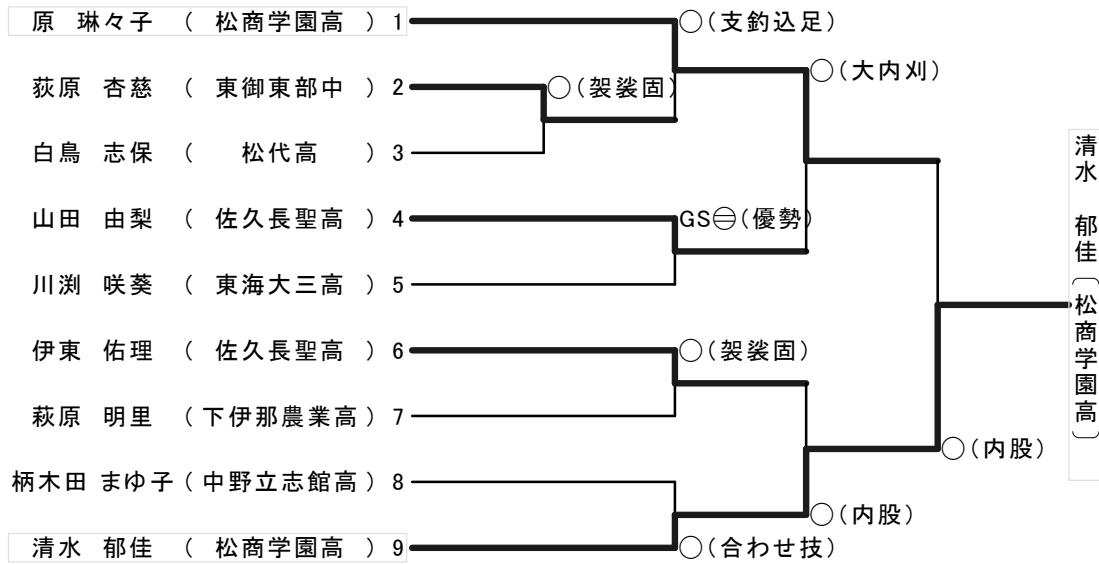 原 琳々子 ( 松商学園高 ) 1
○(支釣込足)
○(大内刈)
荻原 杏慈 ( 東御東部中 ) 2
○(袈裟固)
白鳥 志保 ( 松代高 ) 3
山田 由梨 ( 佐久長聖高 ) 4
GS⊖(優勢)
川渕 咲葵 ( 東海大三高 ) 5
伊東 佑理 ( 佐久長聖高 ) 6
○(袈裟固)
萩原 明里 ( 下伊那農業高 ) 7
○(内股)
柄木田 まゆ子 ( 中野立志館高 ) 8
○(内股)
清水 郁佳 ( 松商学園高 ) 9
○(合わせ技)
清水 郁佳 (松商学園高)